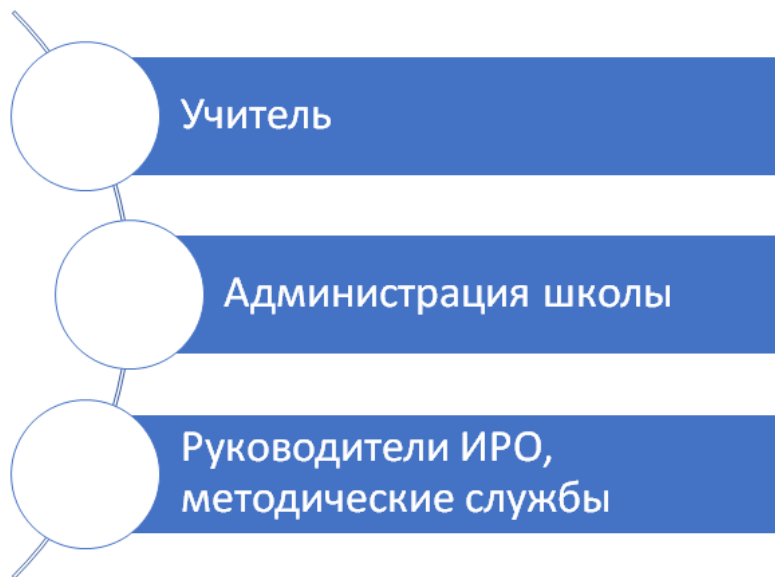 Учитель
Администрация школы
Руководители ИРО,
методические службы